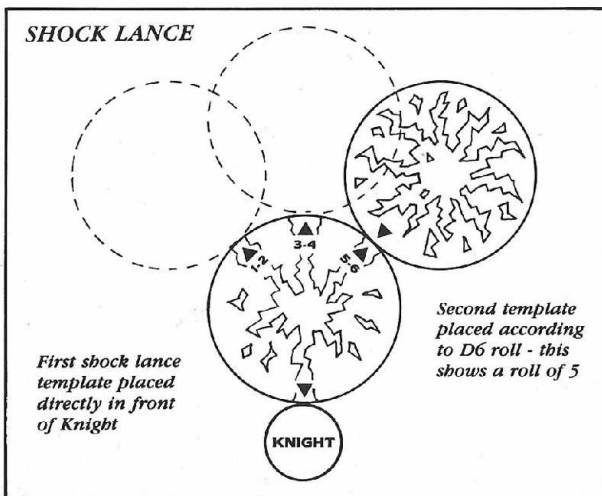 SHOCK LANCE
1-2
3-4
5-6
First shock lance
template placed
directly in front
of Knight
Second template
placed according
to D6 roll - this
shows a roll of 5
KNIGHT